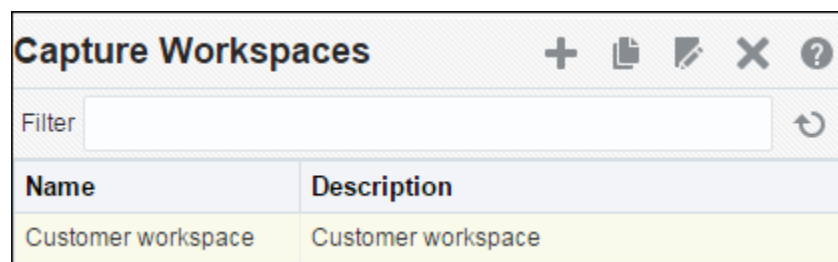 Capture Workspaces
Filter
Name Description
Customer workspace Customer workspace